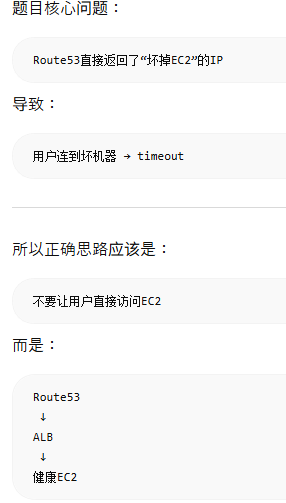 题目核心问题：
Route53直接返回了“坏掉EC2”的IP
导致：
用户连到坏机器 → timeout
所以正确思路应该是：
不要让用户直接访问EC2
而是：
Route53
↓
ALB
↓
健康EC2